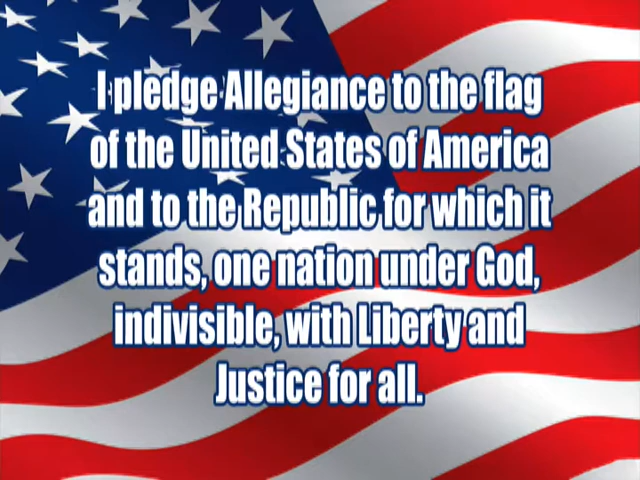 I pledge Allegiance to the flag
of the United States of America
and to the Republic for which it
stands, one nation under God,
indivisible, with Liberty and
Justice for all.